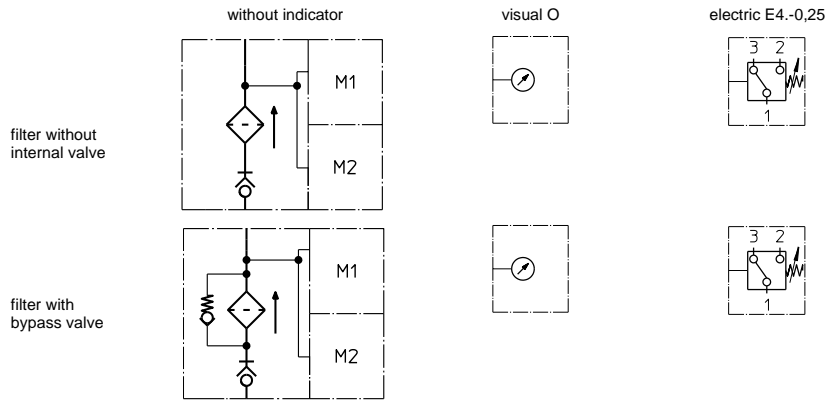 without indicator
visual O
electric E4.-0,25
filter without
internal valve
M1
M2
3 2
1
filter with
bypass valve
M1
M2
3 2
1